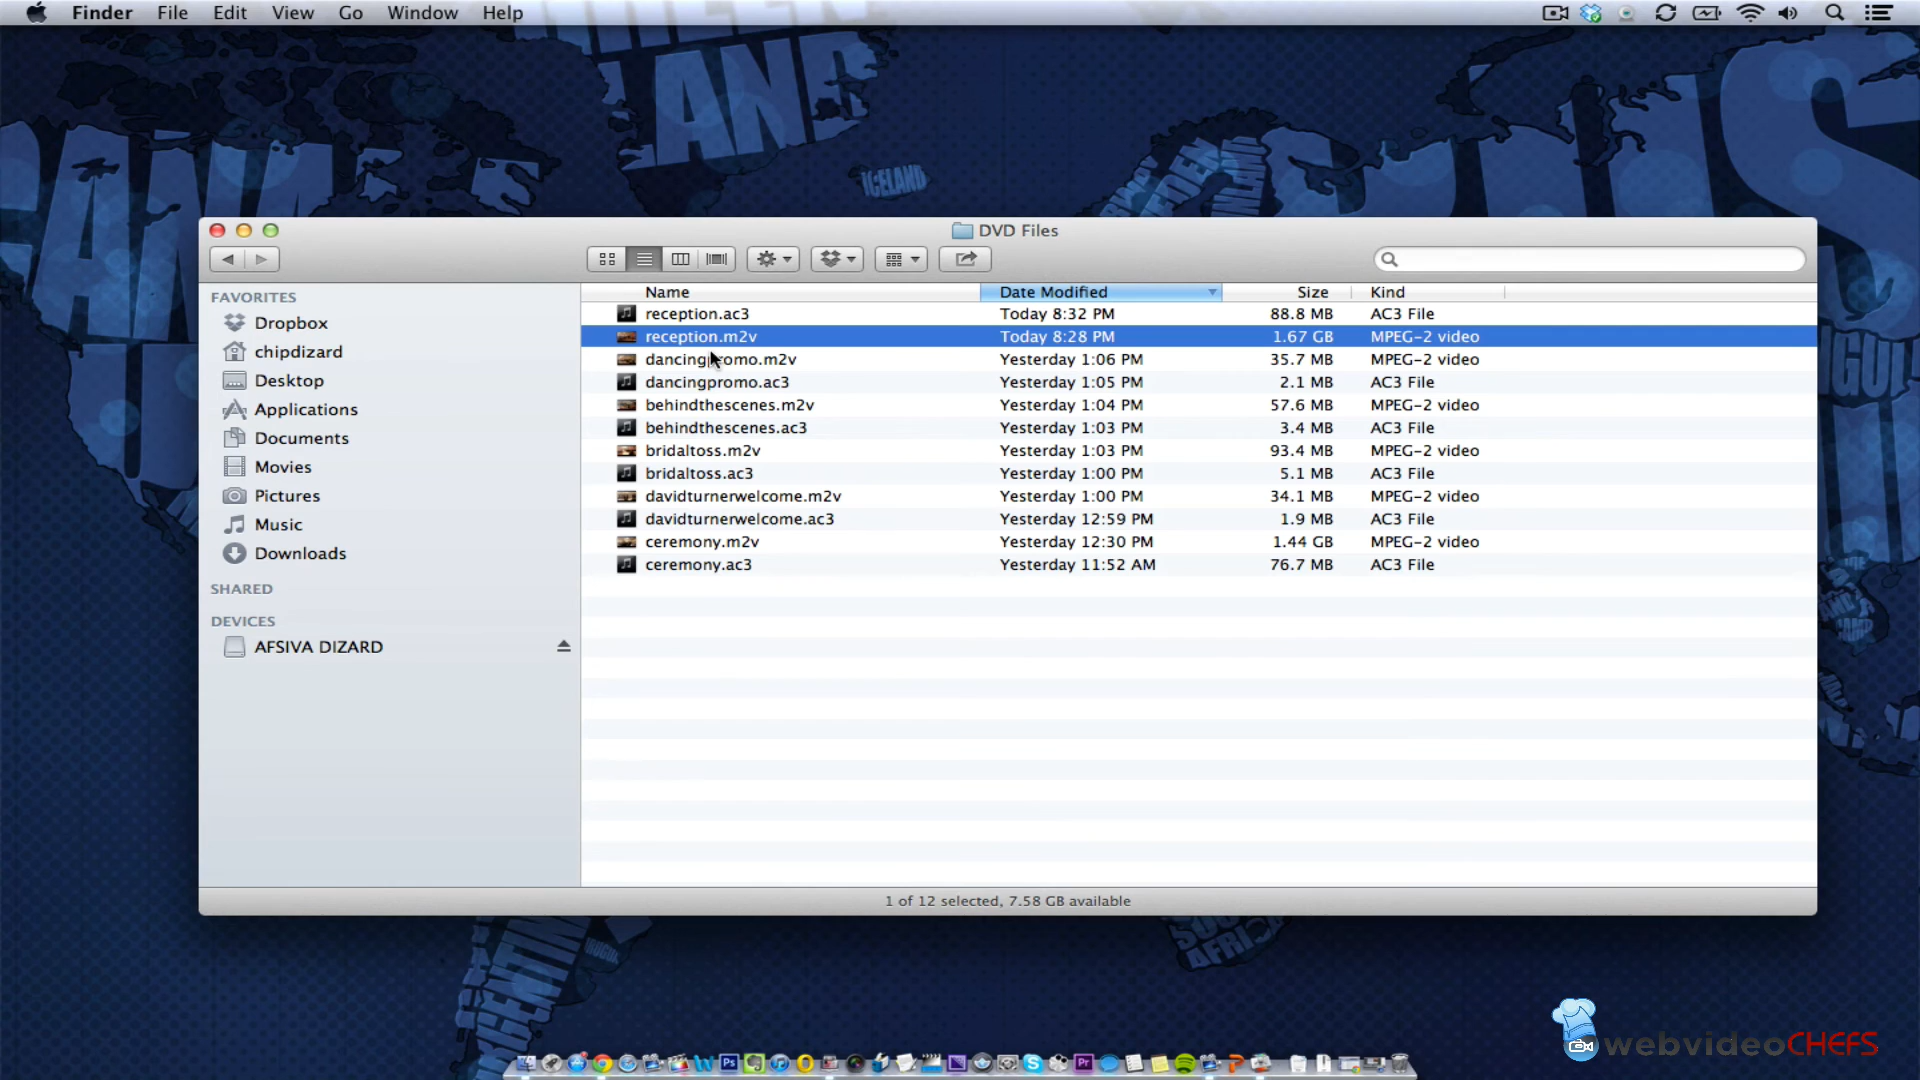 Finder File Edit View Go Window Help
LAND
ICELAND
DVD Files
FAVORITES
Dropbox
chipdizard
Desktop
Applications
Documents
Movies
Pictures
Music
Downloads
SHARED
DEVICES
AFSIVA DIZARD
Name Date Modified Size Kind
reception.ac3 Today 8:32 PM 88.8 MB AC3 File
reception.m2v Today 8:28 PM 1.67 GB MPEG-2 video
dancingpromo.m2v Yesterday 1:06 PM 35.7 MB MPEG-2 video
dancingpromo.ac3 Yesterday 1:05 PM 2.1 MB AC3 File
behindthescenes.m2v Yesterday 1:04 PM 57.6 MB MPEG-2 video
behindthescenes.ac3 Yesterday 1:03 PM 3.4 MB AC3 File
bridaltoss.m2v Yesterday 1:03 PM 93.4 MB MPEG-2 video
bridaltoss.ac3 Yesterday 1:00 PM 5.1 MB AC3 File
davidturnerwelcome.m2v Yesterday 1:00 PM 34.1 MB MPEG-2 video
davidturnerwelcome.ac3 Yesterday 12:59 PM 1.9 MB AC3 File
ceremony.m2v Yesterday 12:30 PM 1.44 GB MPEG-2 video
ceremony.ac3 Yesterday 11:52 AM 76.7 MB AC3 File
1 of 12 selected, 7.58 GB available
webvideoCHEFS